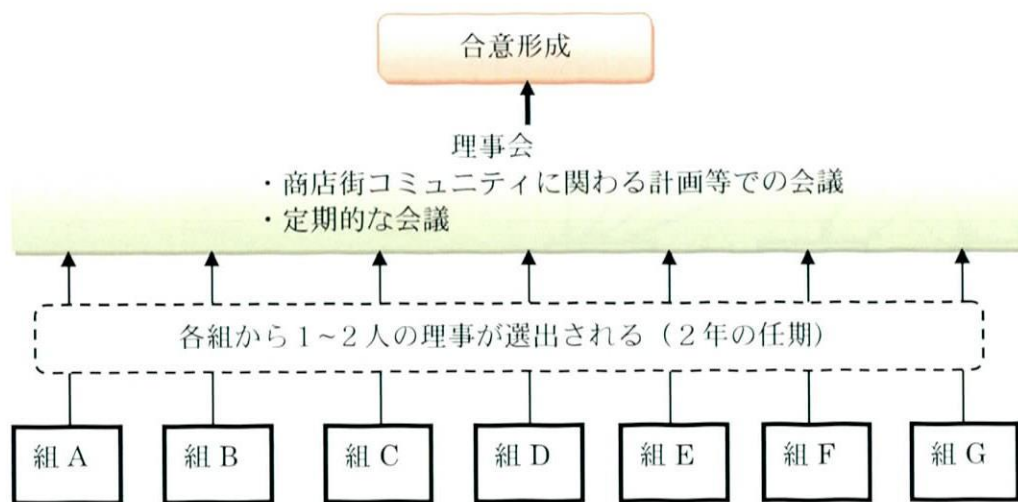 合意形成
理事会
・商店街コミュニティに関わる計画等での会議
・定期的な会議
各組から1~2人の理事が選出される（2年の任期）
組A
組B
組C
組D
組E
組F
組G